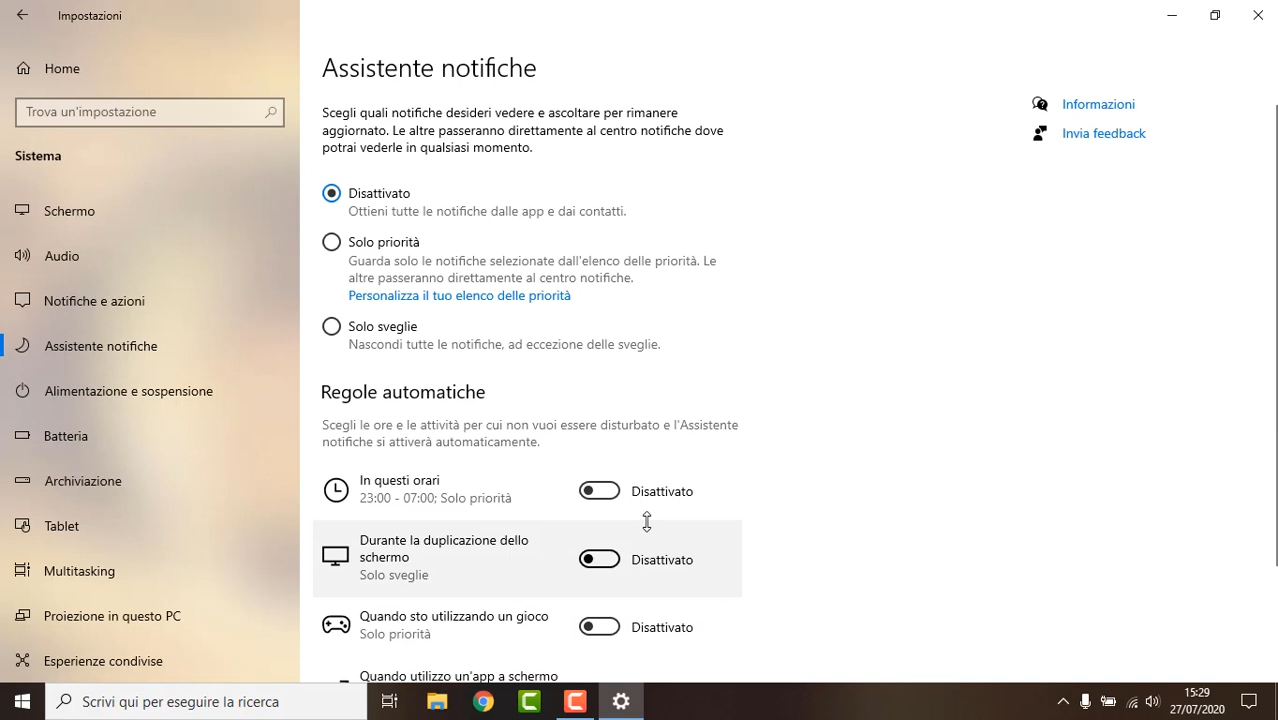 Impostazioni
Home
Trova un'impostazione
Sistema
Schermo
Audio
Notifiche e azioni
Assistente notifiche
Alimentazione e sospensione
Batteria
Archiviazione
Tablet
Multitasking
Proiezione in questo PC
Esperienze condivise
Assistente notifiche
Scegli quali notifiche desideri vedere e ascoltare per rimanere
aggiornato. Le altre passeranno direttamente al centro notifiche dove
potrai vederle in qualsiasi momento.
Disattivato
Ottieni tutte le notifiche dalle app e dai contatti.
Solo priorità
Guarda solo le notifiche selezionate dall'elenco delle priorità. Le
altre passeranno direttamente al centro notifiche.
Personalizza il tuo elenco delle priorità
Solo sveglie
Nascondi tutte le notifiche, ad eccezione delle sveglie.
Regole automatiche
Scegli le ore e le attività per cui non vuoi essere disturbato e l'Assistente
notifiche si attiverà automaticamente.
In questi orari
23:00 - 07:00; Solo priorità
Disattivato
Durante la duplicazione dello
schermo
Solo sveglie
Disattivato
Quando sto utilizzando un gioco
Solo priorità
Disattivato
Quando utilizzo un'app a schermo
Informazioni
Invia feedback
Scrivi qui per eseguire la ricerca
15:29
27/07/2020